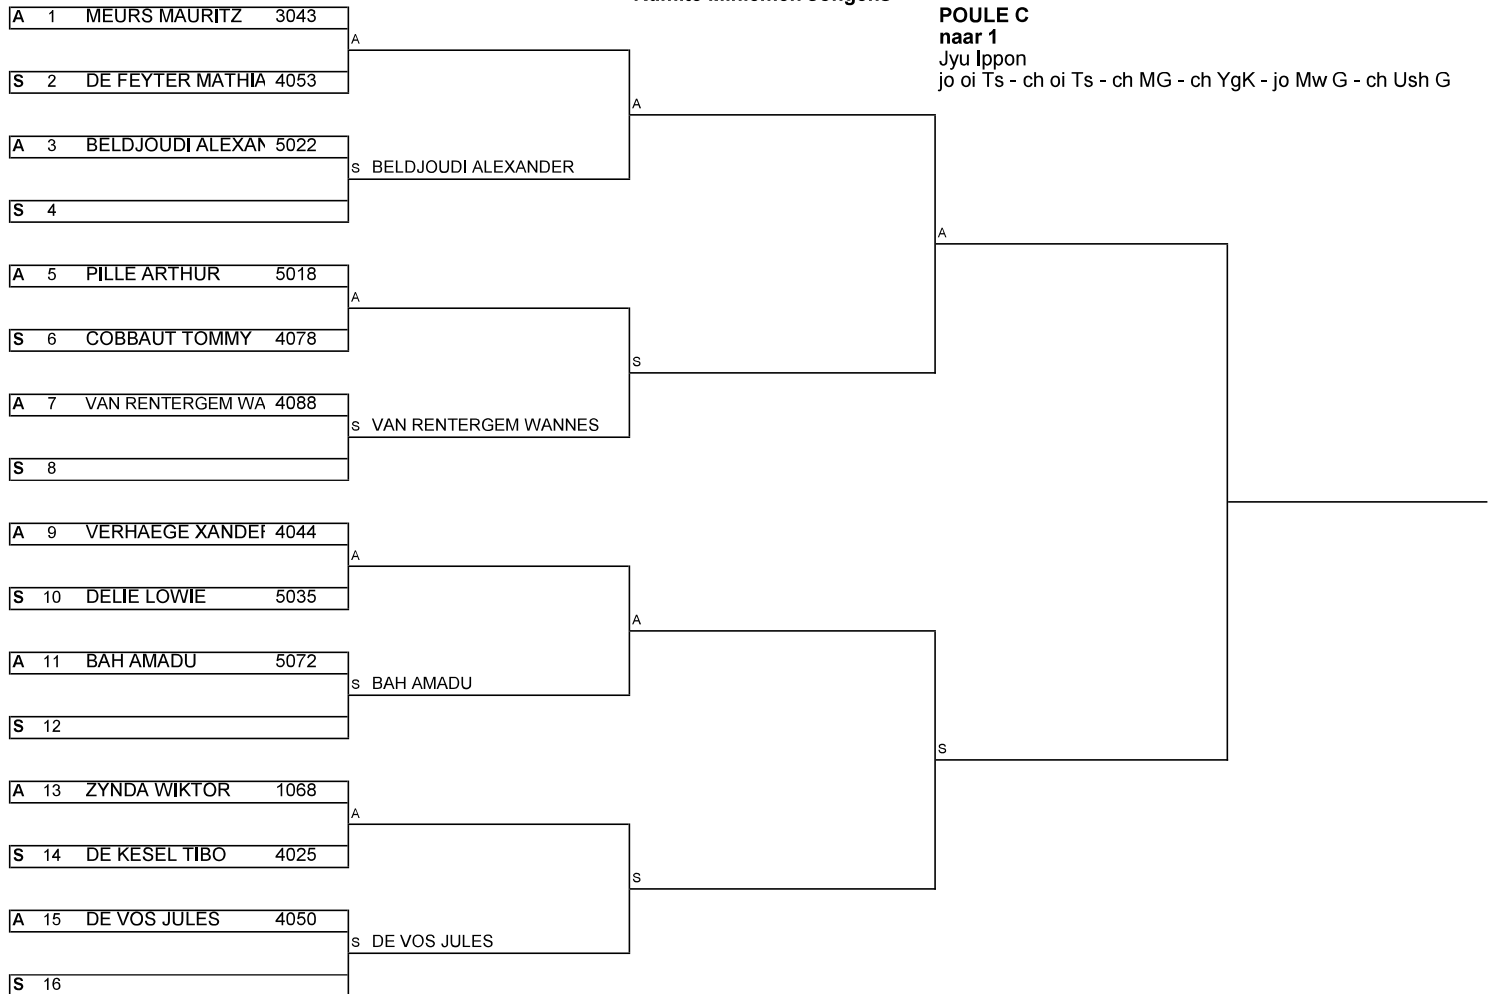 POULE C
naar 1
Jyu Ippon
jo oi Ts - ch oi Ts - ch MG - ch YgK - jo Mw G - ch Ush G
A 1 MEURS MAURITZ 3043
A
S 2 DE FEYTER MATHIA 4053
A
A 3 BELDJOUDI ALEXAN 5022
S BELDJOUDI ALEXANDER
S 4
A
A 5 PILLE ARTHUR 5018
A
S 6 COBBAUT TOMMY 4078
S
A 7 VAN RENTERGEM WA 4088
S VAN RENTERGEM WANNES
S 8
A 9 VERHAEGE XANDER 4044
A
S 10 DELIE LOWIE 5035
A
A 11 BAH AMADU 5072
S BAH AMADU
S 12
S
A 13 ZYNDA WIKTOR 1068
A
S 14 DE KESEL TIBO 4025
S
A 15 DE VOS JULES 4050
S DE VOS JULES
S 16